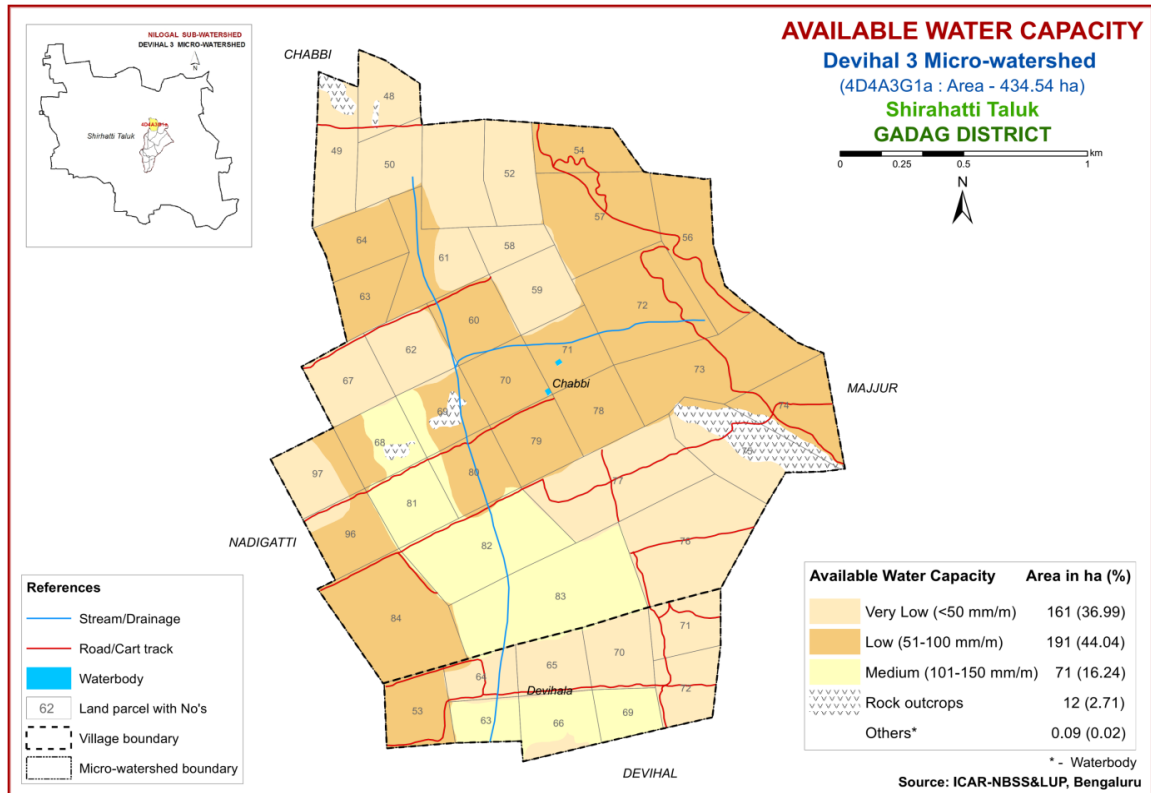 NILOGAL SUB-WATERSHED
DEVIHAL 3 MICRO-WATERSHED
N
4D4A3G1a
Shirhatti Taluk
AVAILABLE WATER CAPACITY
Devihal 3 Micro-watershed
(4D4A3G1a : Area - 434.54 ha)
Shirahatti Taluk
GADAG DISTRICT
km
0 0.25 0.5 1
N
CHABBI
48
49
50
52
54
57
56
64
61
58
63
59
60
72
62
71
67
70
Chabbi
73
MAJJUR
69
78
74
68
79
75
97
80
77
81
96
82
76
NADIGATTI
83
84
71
70
65
64
Devihala
72
53
63
66
69
DEVIHAL
References
Stream/Drainage
Road/Cart track
Waterbody
62 Land parcel with No's
Village boundary
Micro-watershed boundary
Available Water Capacity Area in ha (%)
Very Low (<50 mm/m) 161 (36.99)
Low (51-100 mm/m) 191 (44.04)
Medium (101-150 mm/m) 71 (16.24)
Rock outcrops 12 (2.71)
Others* 0.09 (0.02)
* - Waterbody
Source: ICAR-NBSS&LUP, Bengaluru